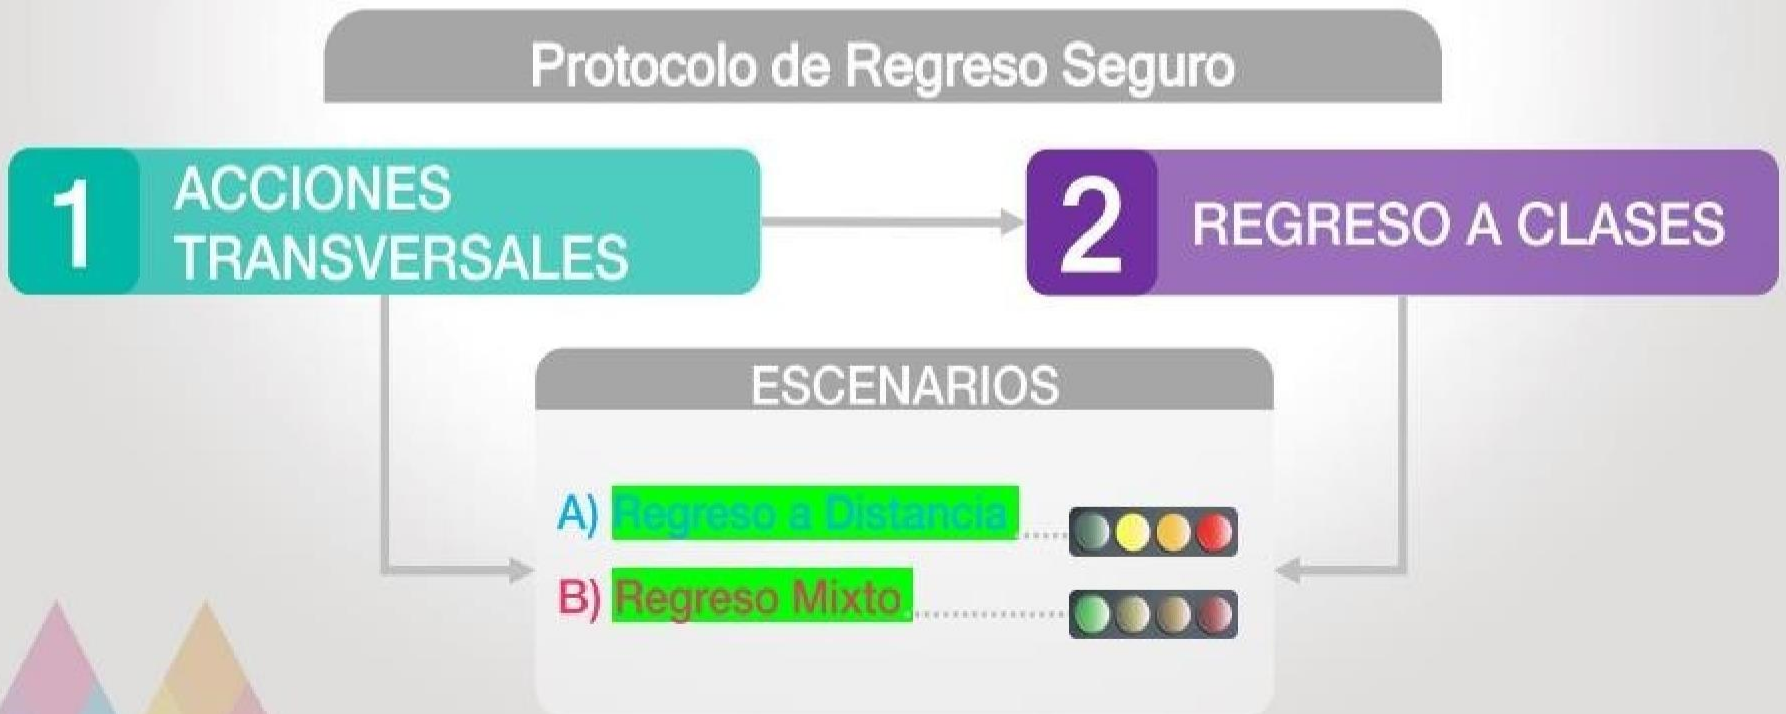 Protocolo de Regreso Seguro
1 ACCIONES
TRANSVERSALES
2 REGRESO A CLASES
ESCENARIOS
A) Regreso a Distancia
B) Regreso Mixto